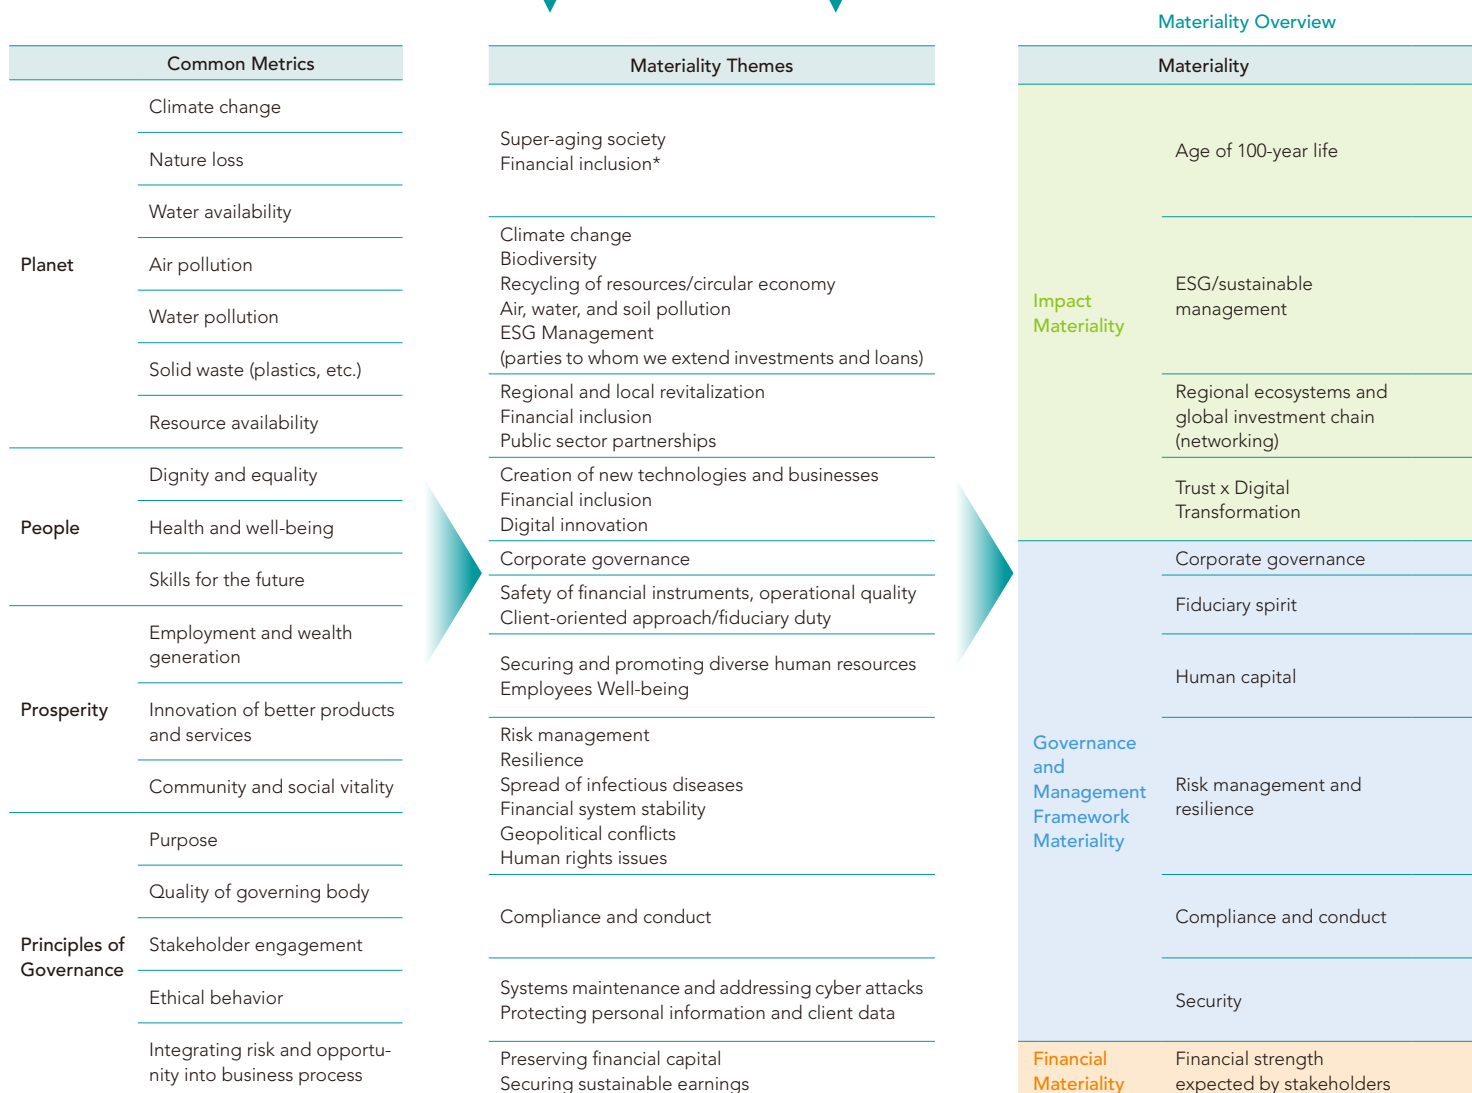 Materiality Overview
Common Metrics
Planet
Climate change
Nature loss
Water availability
Air pollution
Water pollution
Solid waste (plastics, etc.)
Resource availability
People
Dignity and equality
Health and well-being
Skills for the future
Prosperity
Employment and wealth
generation
Innovation of better products
and services
Community and social vitality
Principles of
Governance
Purpose
Quality of governing body
Stakeholder engagement
Ethical behavior
Integrating risk and opportu-
nity into business process
Materiality Themes
Super-aging society
Financial inclusion*
Climate change
Biodiversity
Recycling of resources/circular economy
Air, water, and soil pollution
ESG Management
(parties to whom we extend investments and loans)
Regional and local revitalization
Financial inclusion
Public sector partnerships
Creation of new technologies and businesses
Financial inclusion
Digital innovation
Corporate governance
Safety of financial instruments, operational quality
Client-oriented approach/fiduciary duty
Securing and promoting diverse human resources
Employees Well-being
Risk management
Resilience
Spread of infectious diseases
Financial system stability
Geopolitical conflicts
Human rights issues
Compliance and conduct
Systems maintenance and addressing cyber attacks
Protecting personal information and client data
Preserving financial capital
Securing sustainable earnings
Materiality
Impact
Materiality
Age of 100-year life
ESG/sustainable
management
Regional ecosystems and
global investment chain
(networking)
Trust x Digital
Transformation
Governance
and
Management
Framework
Materiality
Corporate governance
Fiduciary spirit
Human capital
Risk management and
resilience
Compliance and conduct
Security
Financial
Materiality
Financial strength
expected by stakeholders